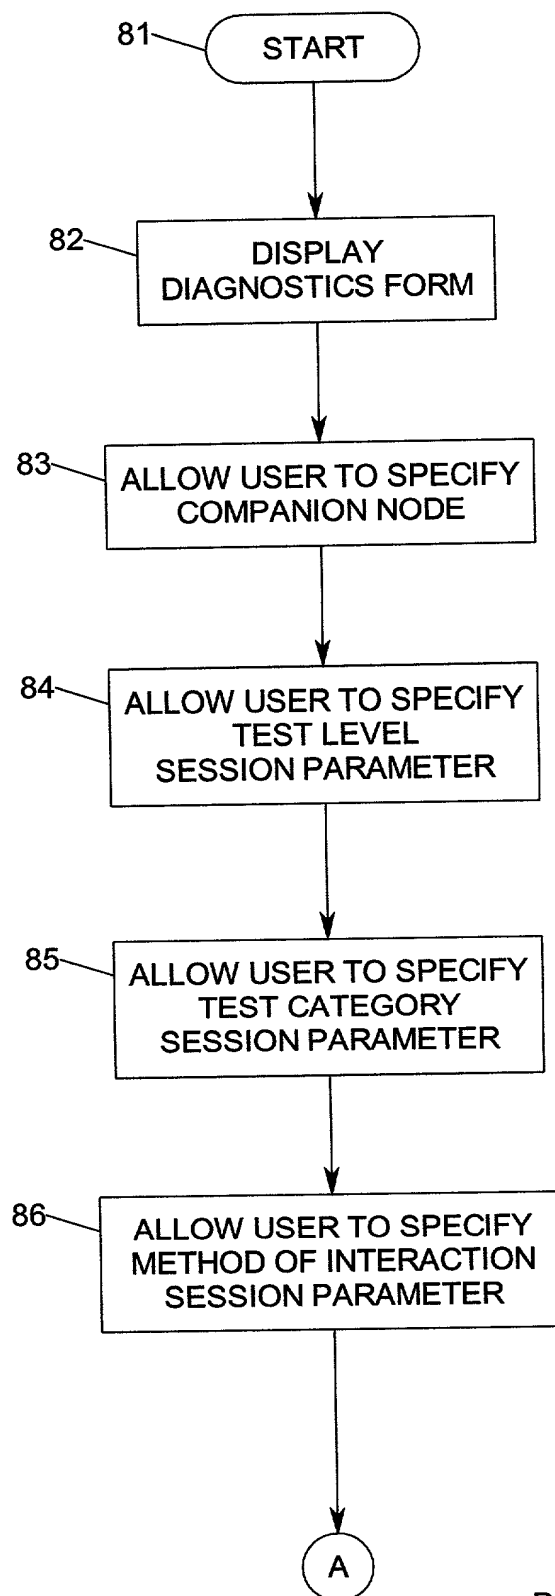 81
START
82
DISPLAY
DIAGNOSTICS FORM
83
ALLOW USER TO SPECIFY
COMPANION NODE
84
ALLOW USER TO SPECIFY
TEST LEVEL
SESSION PARAMETER
85
ALLOW USER TO SPECIFY
TEST CATEGORY
SESSION PARAMETER
86
ALLOW USER TO SPECIFY
METHOD OF INTERACTION
SESSION PARAMETER
A